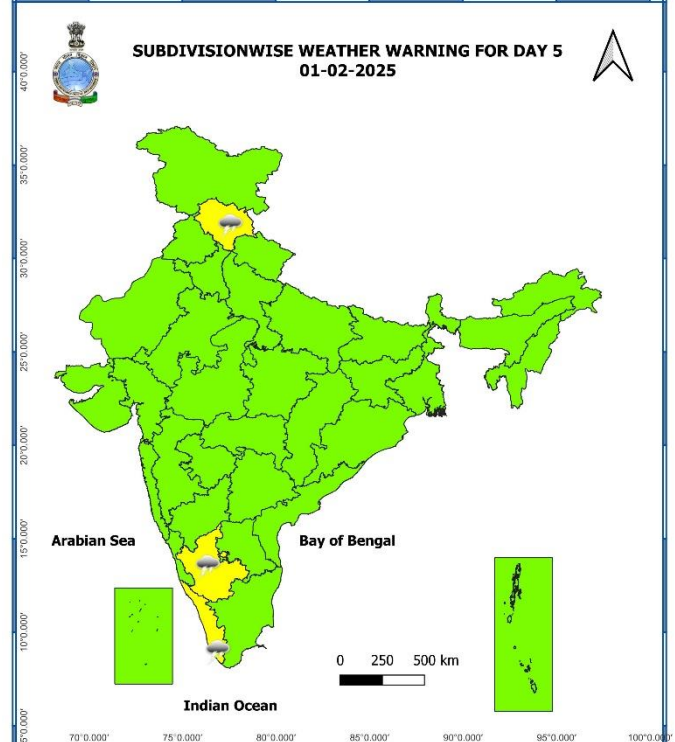 SUBDIVISIONWISE WEATHER WARNING FOR DAY 5
01-02-2025
40°0.000'
35°0.000'
30°0.000'
25°0.000'
20°0.000'
15°0.000'
10°0.000'
5°0.000'
Arabian Sea
Bay of Bengal
0 250 500 km
Indian Ocean
70°0.000' 75°0.000' 80°0.000' 85°0.000' 90°0.000' 95°0.000' 100°0.000'